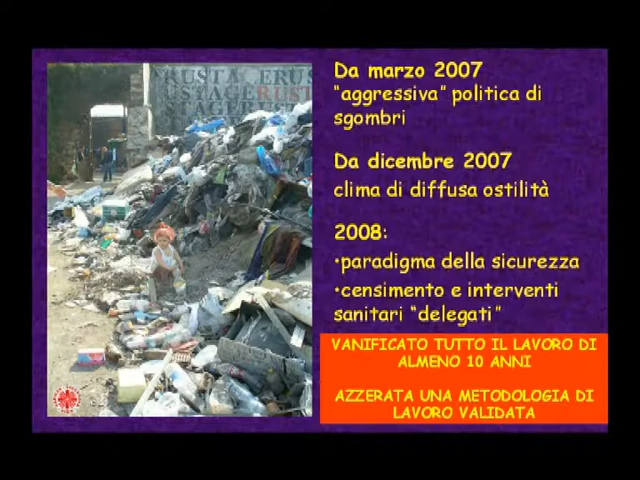 Da marzo 2007
"aggressiva" politica di
sgombri
Da dicembre 2007
clima di diffusa ostilità
2008:
•paradigma della sicurezza
•censimento e interventi
sanitari "delegati"
VANIFICATO TUTTO IL LAVORO DI
ALMENO 10 ANNI
AZZERATA UNA METODOLOGIA DI
LAVORO VALIDATA